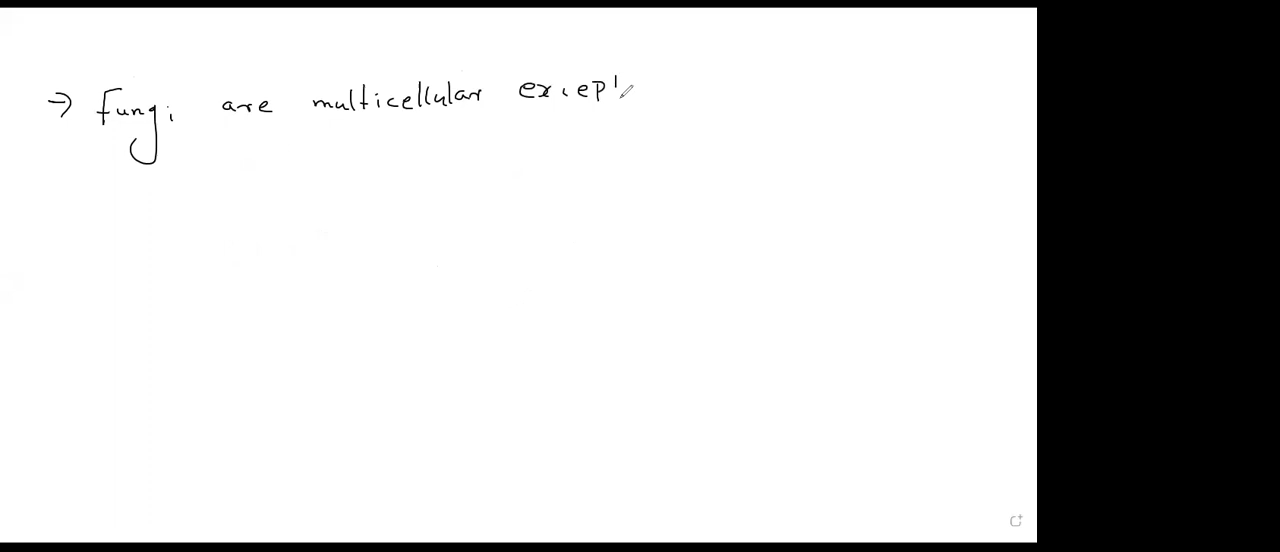 → Fungi are multicellular excep'